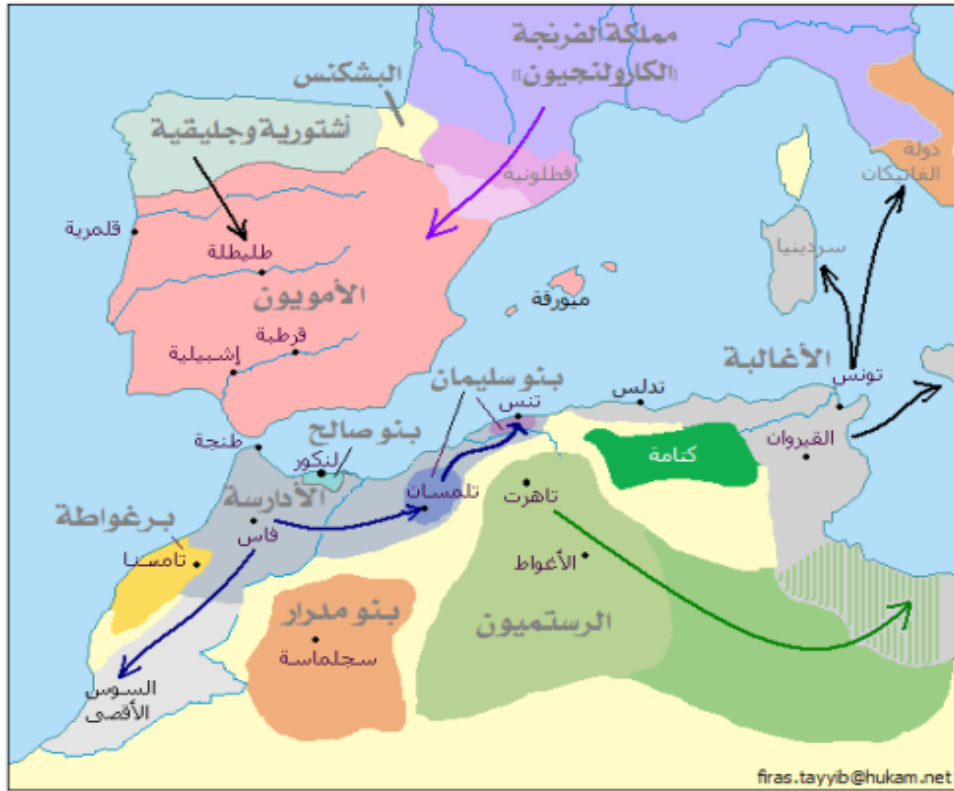 مملكة الفرنجة
(الكارولنجيون)
البشكنس
أشتورية وجليقية
قطلونية
دولة
الفاتيكان
قلمرية
طليطلة
سردينيا
الأمويون
ميورقة
قرطبة
إشبيلية
الأغالبة
بنو سليمان
تونس
تدلس
تنس
طنجة
بنو صالح
لنكور
القيروان
كتامة
الأدارسة
تلمسان
تاهرت
برغواطة
فاس
تامسنا
الأغواط
بنو مدرار
الرستميون
سجلماسة
السوس
الأقصى
firas.tayyib@hukam.net